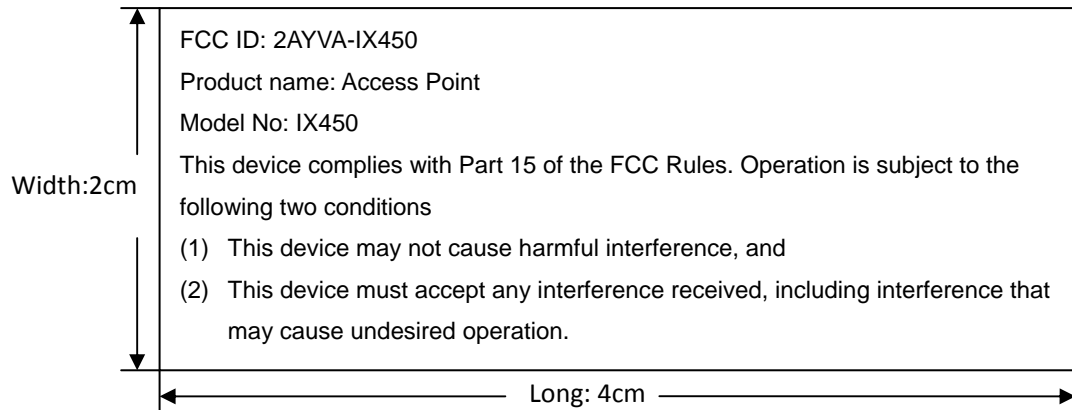 FCC ID: 2AYVA-IX450
Product name: Access Point
Model No: IX450
This device complies with Part 15 of the FCC Rules. Operation is subject to the
Width:2cm
following two conditions
(1) This device may not cause harmful interference, and
(2) This device must accept any interference received, including interference that
may cause undesired operation.
Long: 4cm